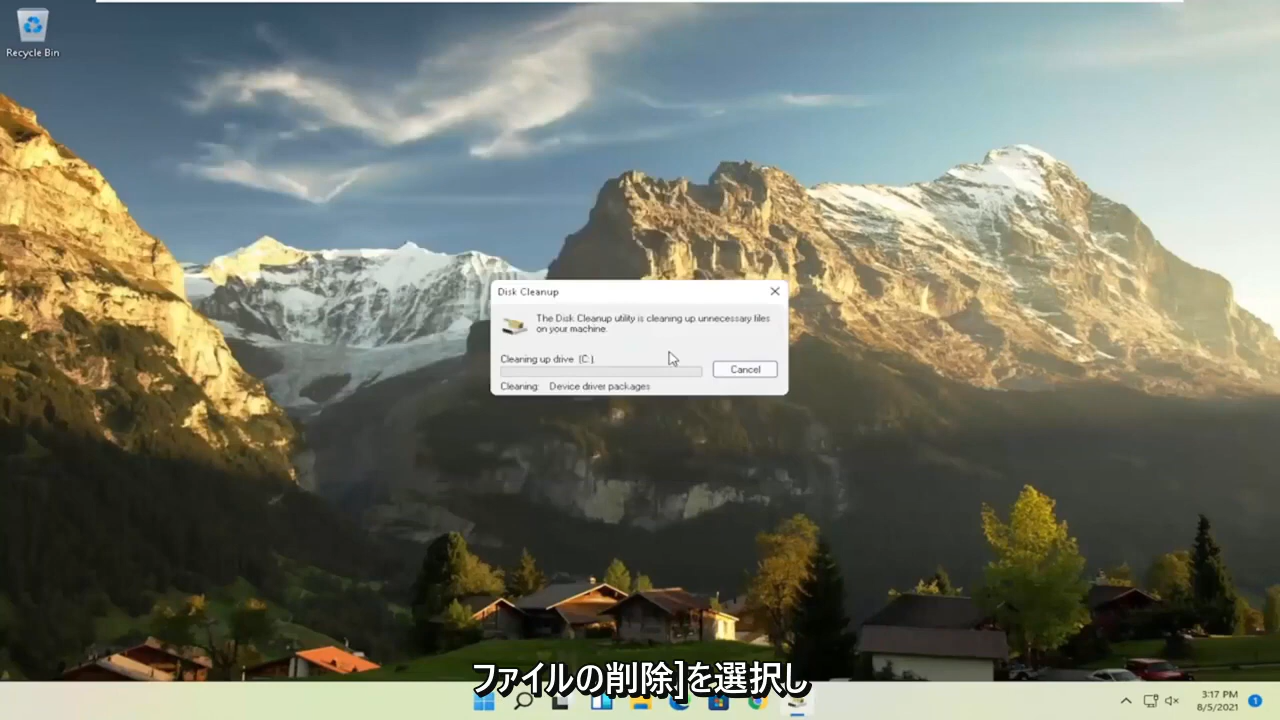 Recycle Bin
Disk Cleanup
The Disk Cleanup utility is cleaning up unnecessary files
on your machine.
Cleaning up drive (C:).
Cancel
Cleaning: Device driver packages
ファイルの削除]を選択し
3:17 PM
8/5/2021
1